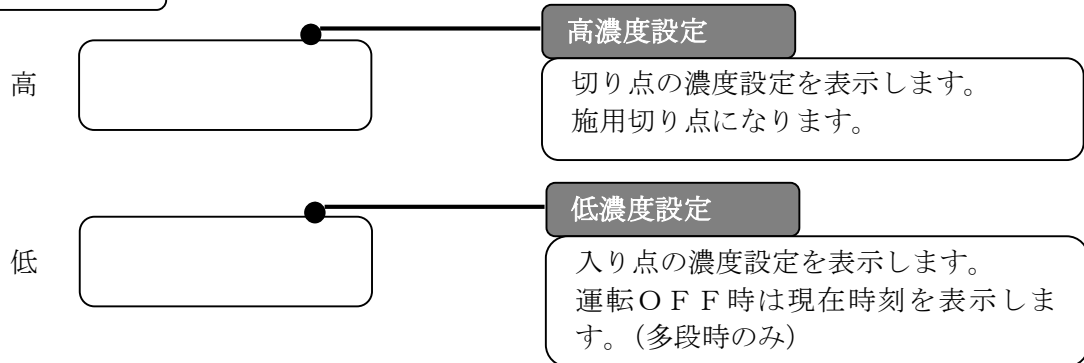 高濃度設定
高
切り点の濃度設定を表示します。
施用切り点になります。
低濃度設定
低
入り点の濃度設定を表示します。
運転ＯＦＦ時は現在時刻を表示しま
す。（多段時のみ）